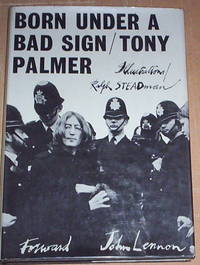 BORN UNDER A
BAD SIGN/TONY
PALMER
Illustrations/
Ralph STEADman
Forward
John Lennon